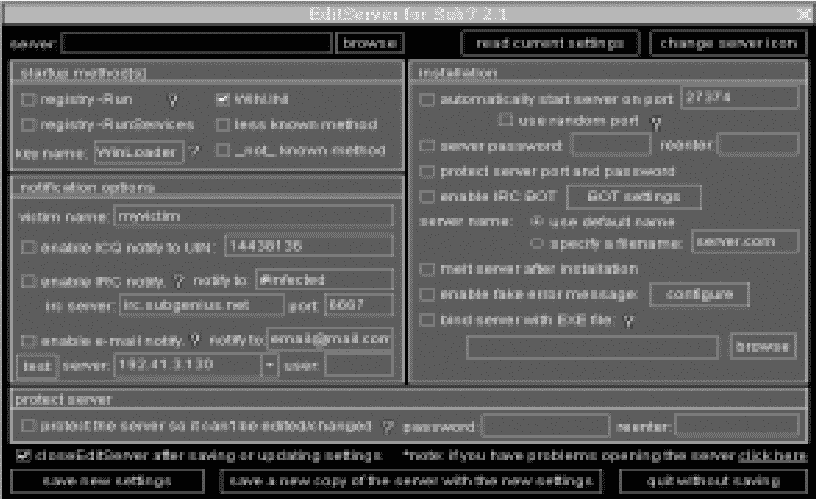 EditServer for Sub7 2.1
server: browse read current settings change server icon
startup method(s)
registry-Run ? WinIni
registry-RunServices less known method
key name: WinLoader ? _not_ known method
notification options
victim name: myvictim
enable ICQ notify to UIN: 14438136
enable IRC notify. ? notify to: #infected
irc server: irc.subgenius.net port: 6667
enable e-mail notify. ? notify to: email@mail.com
test server: 192.41.3.130 user:
installation
automatically start server on port 27374
use random port ?
server password: reenter
protect server port and password
enable IRC BOT BOT settings
server name: use default name
specify a filename: server.com
melt server after installation
enable fake error message: configure
bind server with EXE file: ?
browse
protect server
protect the server so it can't be edited/changed ? password: reenter:
closeEditServer after saving or updating settings *note: if you have problems opening the server click here
save new settings save a new copy of the server with the new settings quit without saving